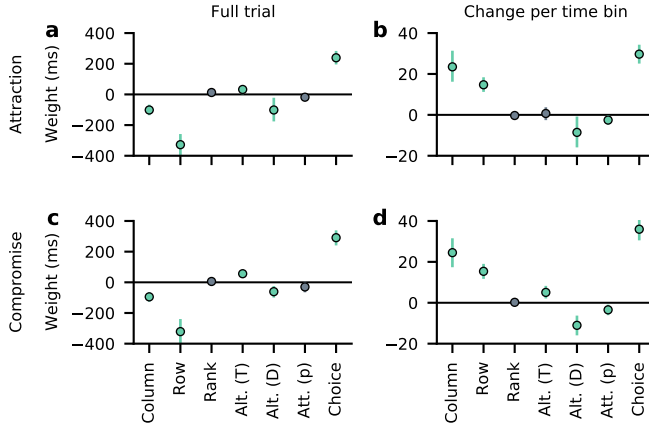 Full trial
Change per time bin
a
b
Attraction
Weight (ms)
400
200
0
−200
−400
40
20
0
−20
c
d
Compromise
Weight (ms)
400
200
0
−200
−400
40
20
0
−20
Column
Row
Rank
Alt. (T)
Alt. (D)
Att. (p)
Choice
Column
Row
Rank
Alt. (T)
Alt. (D)
Att. (p)
Choice